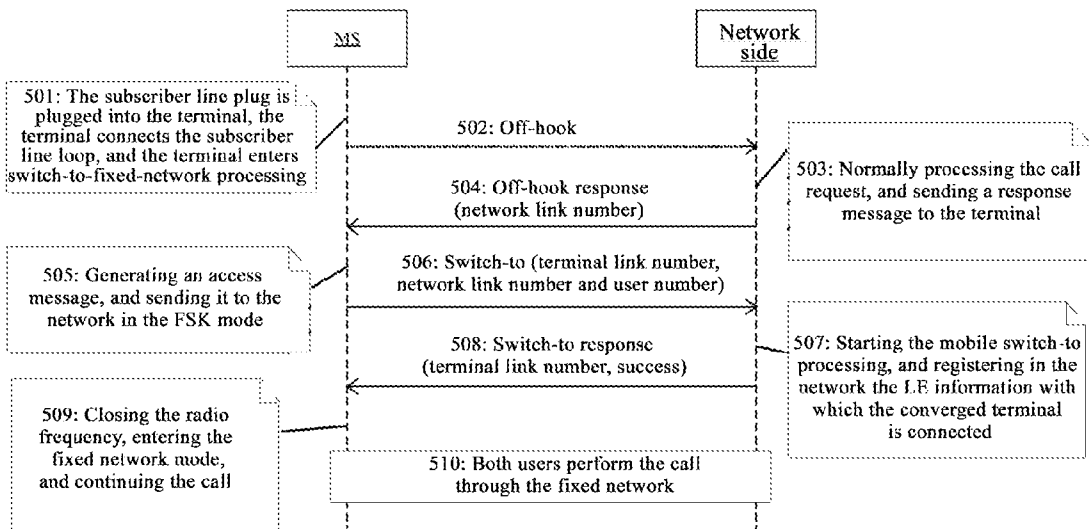 MS
Network
side
501: The subscriber line plug is
plugged into the terminal, the
terminal connects the subscriber
line loop, and the terminal enters
switch-to-fixed-network processing
502: Off-hook
503: Normally processing the call
request, and sending a response
message to the terminal
504: Off-hook response
(network link number)
505: Generating an access
message, and sending it to the
network in the FSK mode
506: Switch-to (terminal link number,
network link number and user number)
507: Starting the mobile switch-to
processing, and registering in the
network the LE information with
which the converged terminal
is connected
508: Switch-to response
(terminal link number, success)
509: Closing the radio
frequency, entering the
fixed network mode,
and continuing the call
510: Both users perform the call
through the fixed network